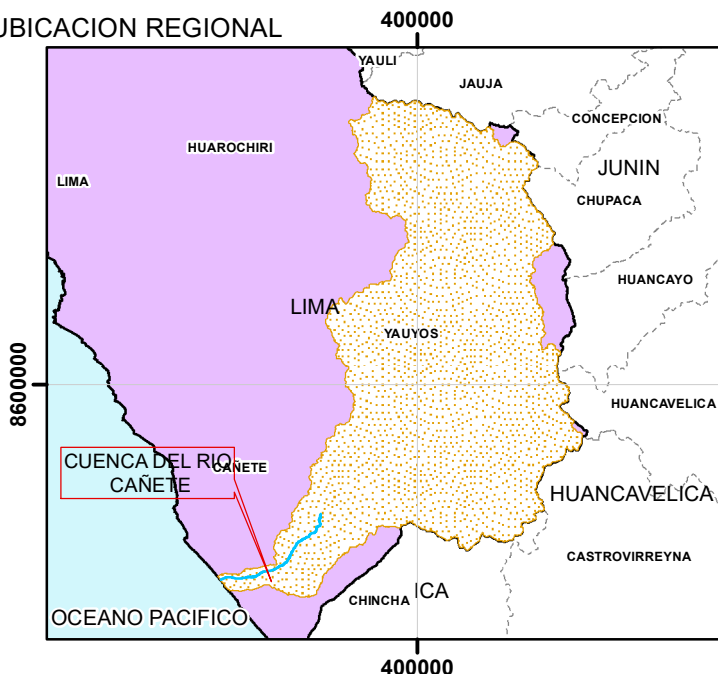 UBICACION REGIONAL
400000
YAULI
JAUJA
CONCEPCION
HUAROCHIRI
JUNIN
LIMA
CHUPACA
HUANCAYO
LIMA
YAUYOS
8600000
HUANCAVELICA
CUENCA DEL RIO
CAÑETE
CAÑETE
HUANCAVELICA
CASTROVIRREYNA
CHINCHA
ICA
OCEANO PACIFICO
400000